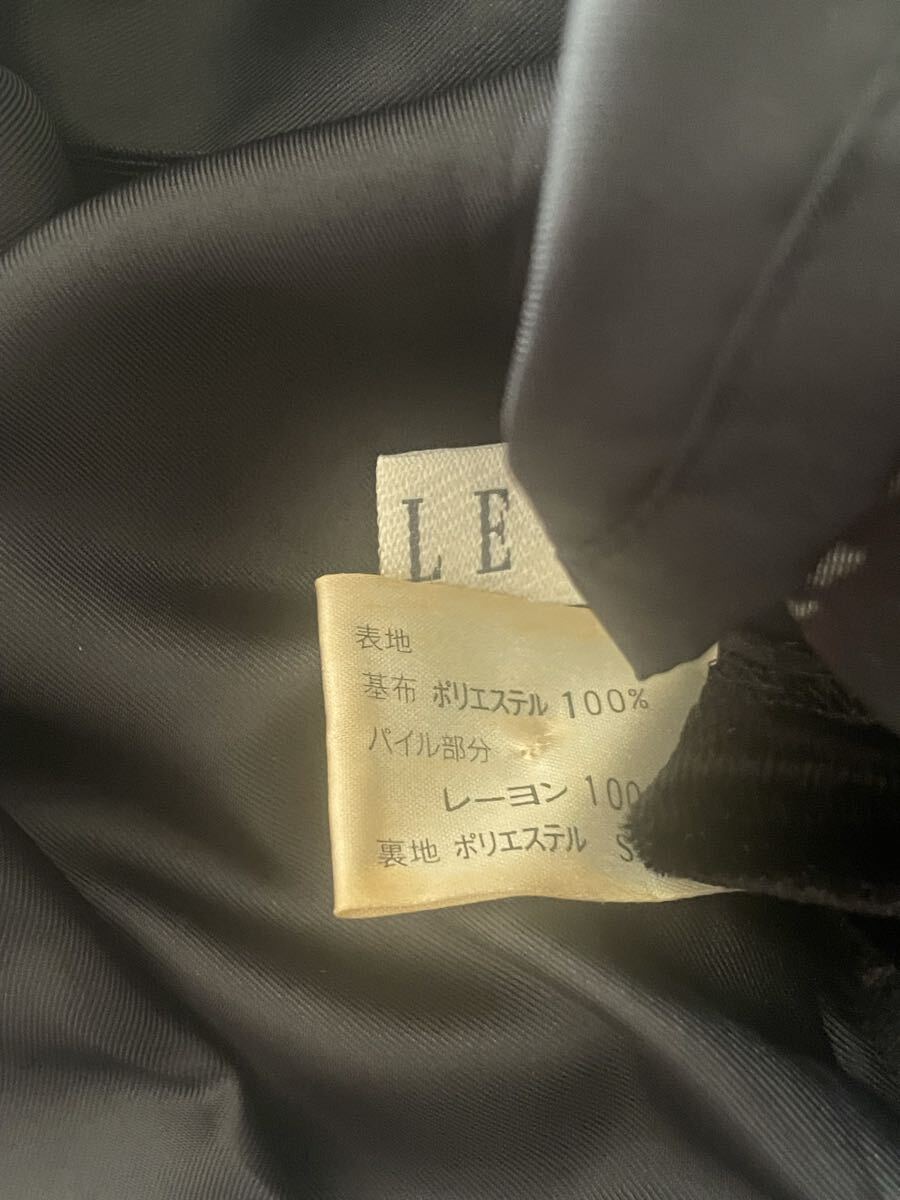 LE
表地
基布 ポリエステル 100%
パイル部分
レーヨン 100
裏地 ポリエステル S